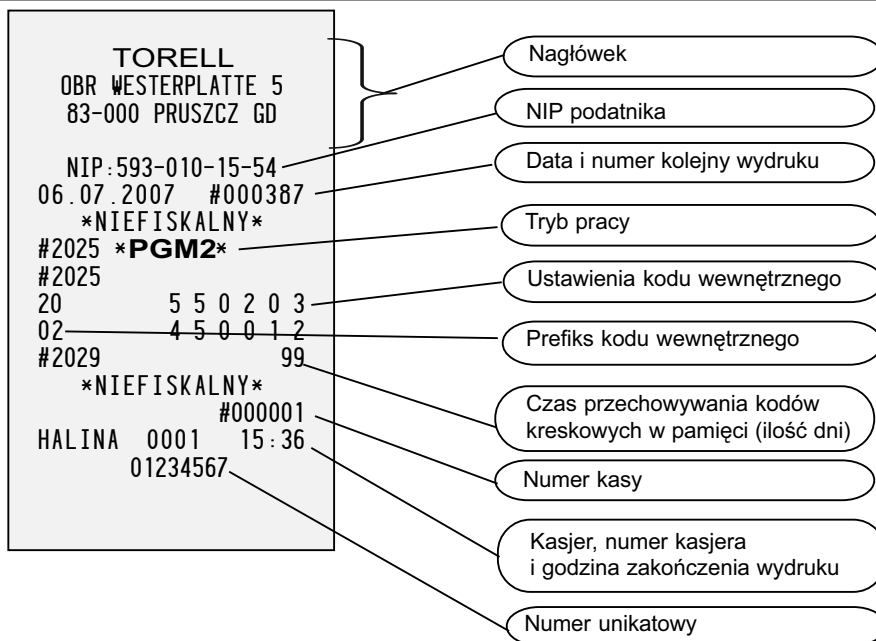 TORELL
OBR WESTERPLATTE 5
83-000 PRUSZCZ GD
NIP:593-010-15-54
06.07.2007 #000387
*NIEFISKALNY*
#2025 *PGM2*
#2025
20 5 5 0 2 0 3
02 4 5 0 0 1 2
#2029 99
*NIEFISKALNY*
#000001
HALINA 0001 15:36
01234567
Nagłówek
NIP podatnika
Data i numer kolejny wydruku
Tryb pracy
Ustawienia kodu wewnętrznego
Prefiks kodu wewnętrznego
Czas przechowywania kodów
kreskowych w pamięci (ilość dni)
Numer kasy
Kasjer, numer kasjera
i godzina zakończenia wydruku
Numer unikatowy